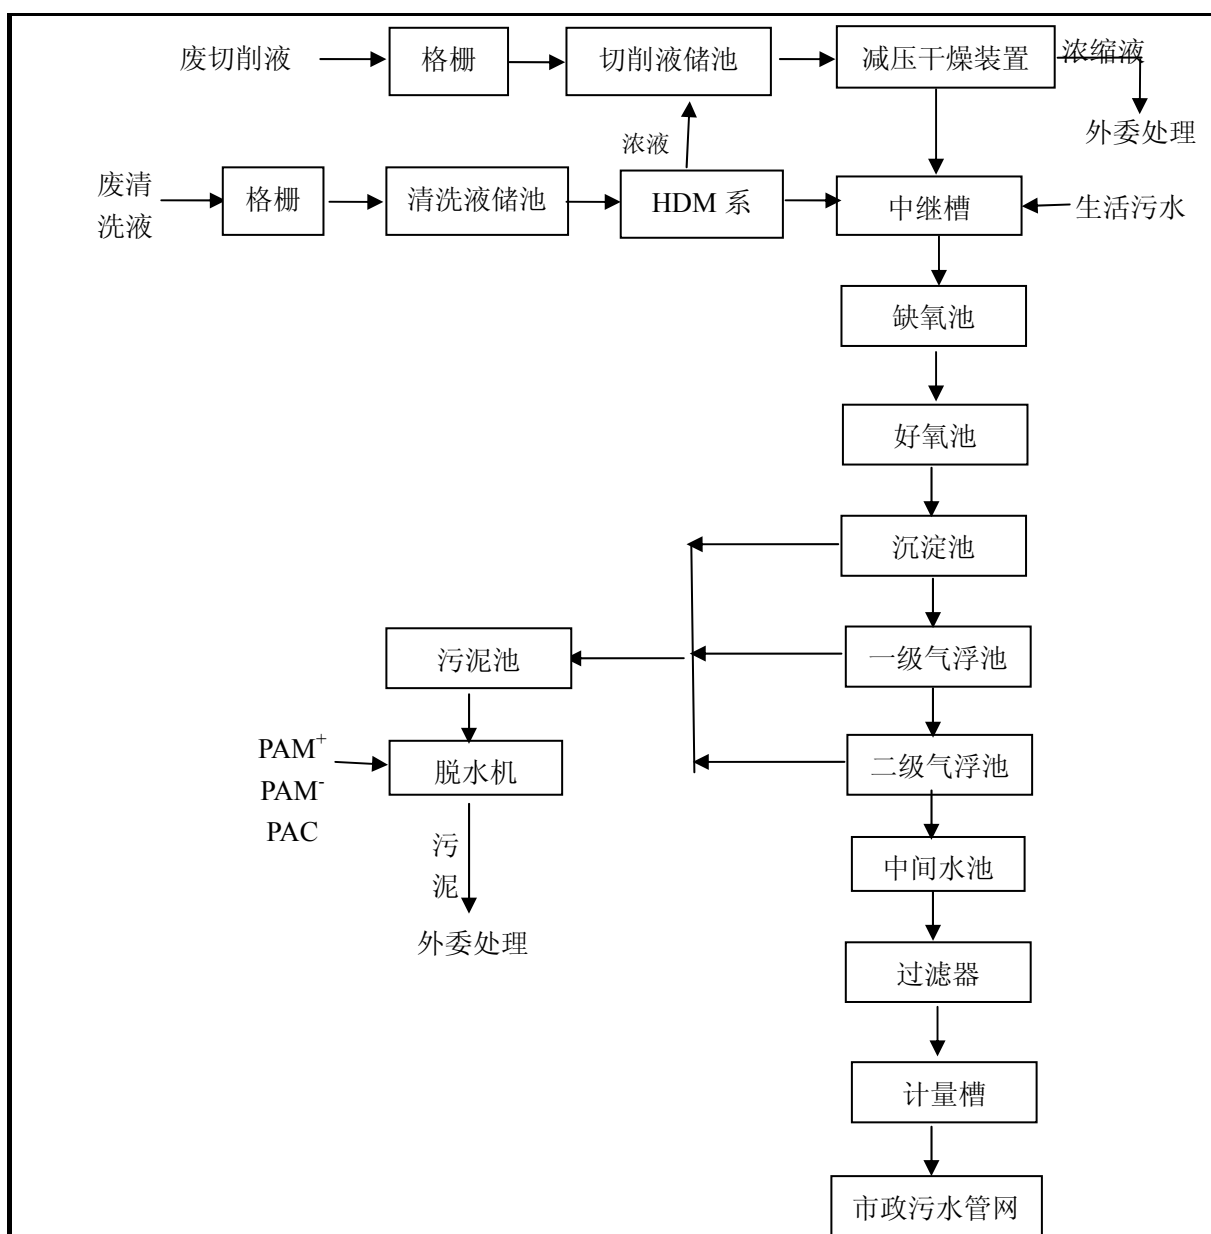 废切削液
格栅
切削液储池
减压干燥装置
浓缩液
外委处理
浓液
废清
洗液
格栅
清洗液储池
HDM 系
中继槽
生活污水
缺氧池
好氧池
沉淀池
污泥池
一级气浮池
PAM⁺
PAM⁻
PAC
脱水机
二级气浮池
污
泥
中间水池
外委处理
过滤器
计量槽
市政污水管网